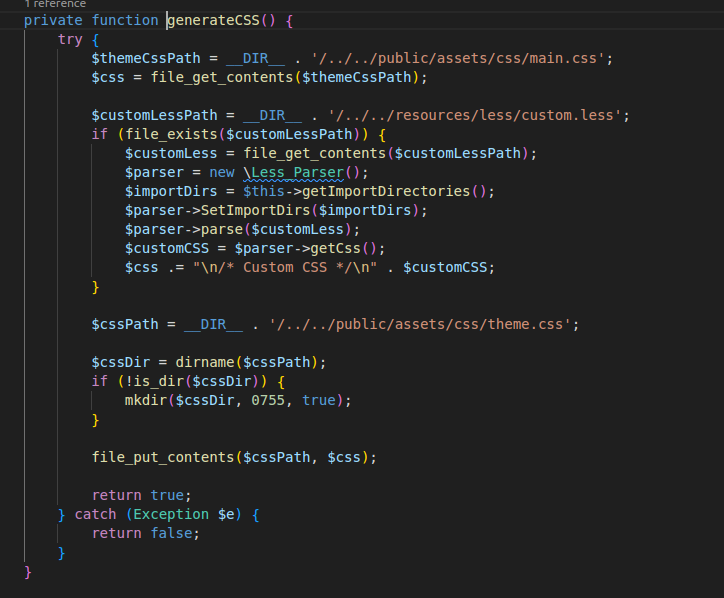 1 reference
private function generateCSS() {
    try {
        $themeCssPath = __DIR__ . '/../../public/assets/css/main.css';
        $css = file_get_contents($themeCssPath);

        $customLessPath = __DIR__ . '/../../resources/less/custom.less';
        if (file_exists($customLessPath)) {
            $customLess = file_get_contents($customLessPath);
            $parser = new \Less_Parser();
            $importDirs = $this->getImportDirectories();
            $parser->SetImportDirs($importDirs);
            $parser->parse($customLess);
            $customCSS = $parser->getCss();
            $css .= "\n/* Custom CSS */\n" . $customCSS;
        }

        $cssPath = __DIR__ . '/../../public/assets/css/theme.css';

        $cssDir = dirname($cssPath);
        if (!is_dir($cssDir)) {
            mkdir($cssDir, 0755, true);
        }

        file_put_contents($cssPath, $css);

        return true;
    } catch (Exception $e) {
        return false;
    }
}